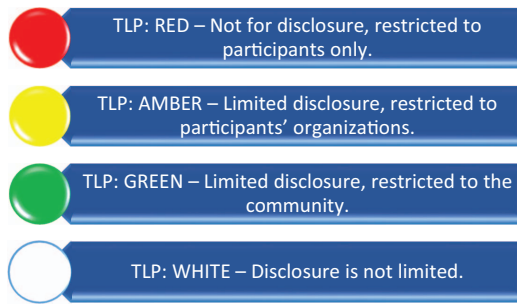 TLP: RED – Not for disclosure, restricted to
participants only.
TLP: AMBER – Limited disclosure, restricted to
participants’ organizations.
TLP: GREEN – Limited disclosure, restricted to the
community.
TLP: WHITE – Disclosure is not limited.